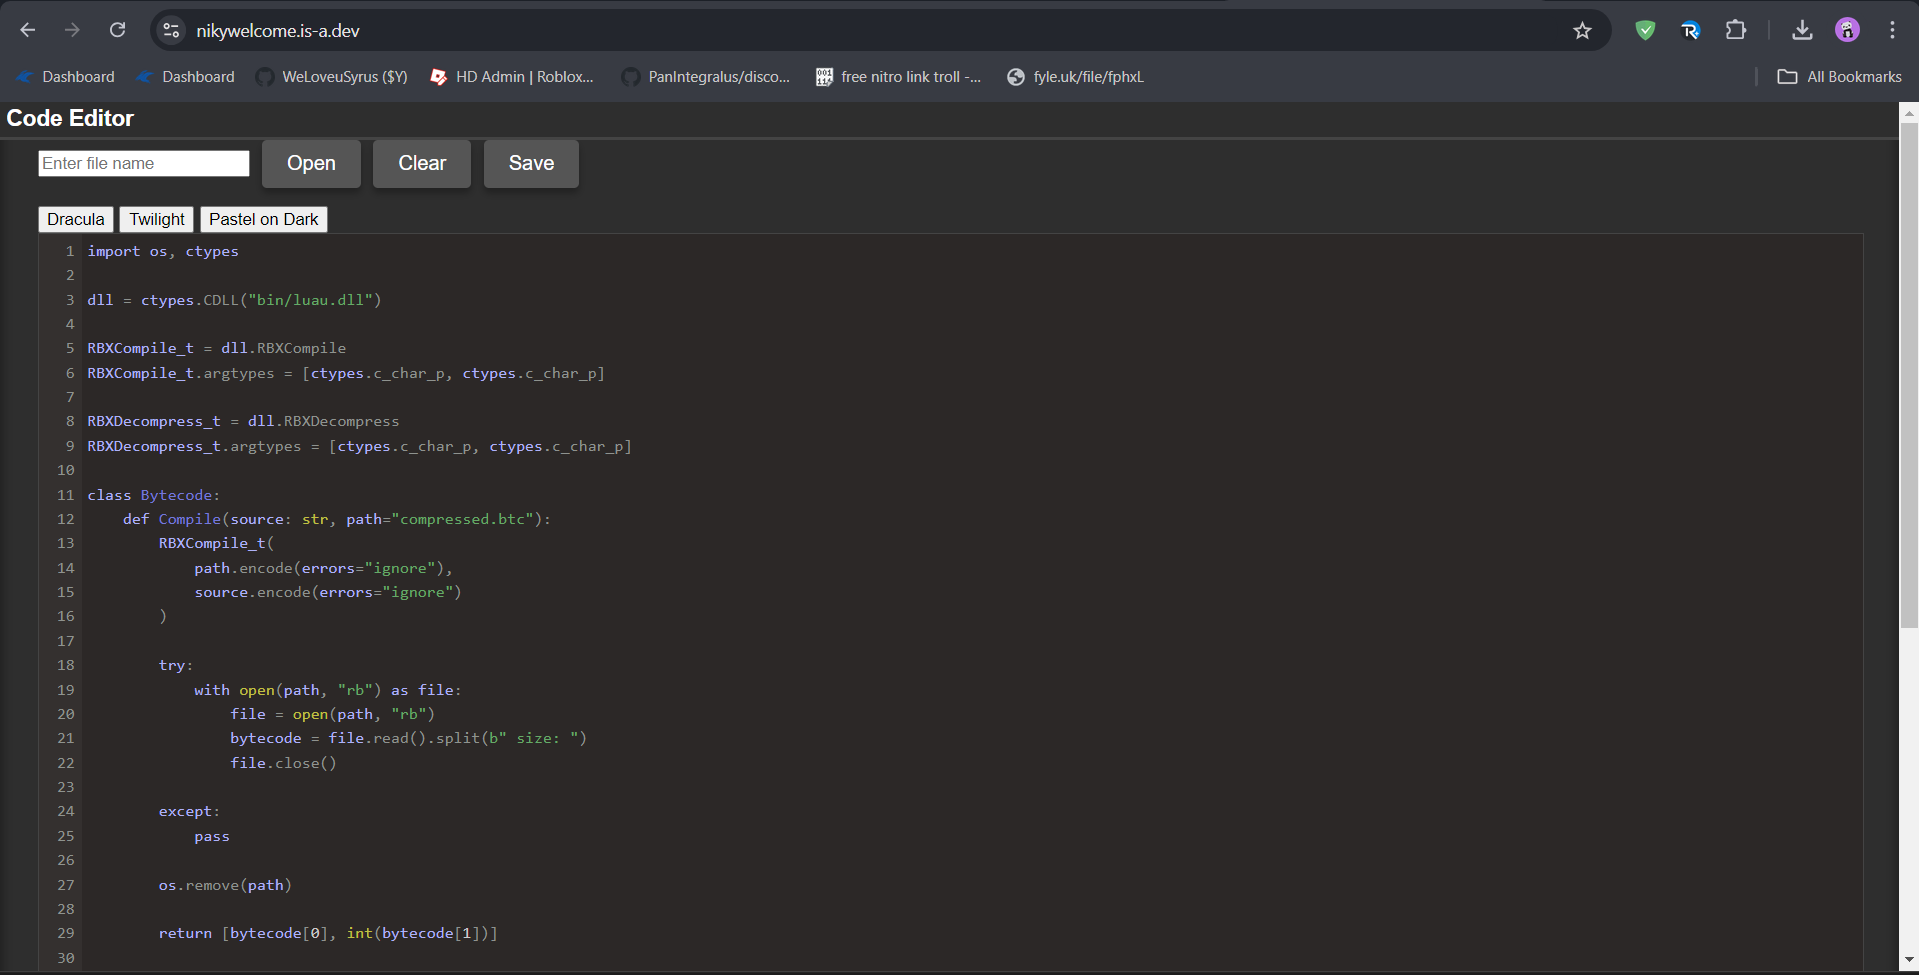 nikywelcome.is-a.dev
Dashboard Dashboard WeLoveuSyrus ($Y) HD Admin | Roblox... PanIntegralus/disco... free nitro link troll -... fyle.uk/file/fphxL All Bookmarks
Code Editor
Enter file name Open Clear Save
Dracula Twilight Pastel on Dark
1 import os, ctypes
2
3 dll = ctypes.CDLL("bin/luau.dll")
4
5 RBXCompile_t = dll.RBXCompile
6 RBXCompile_t.argtypes = [ctypes.c_char_p, ctypes.c_char_p]
7
8 RBXDecompress_t = dll.RBXDecompress
9 RBXDecompress_t.argtypes = [ctypes.c_char_p, ctypes.c_char_p]
10
11 class Bytecode:
12     def Compile(source: str, path="compressed.btc"):
13         RBXCompile_t(
14             path.encode(errors="ignore"),
15             source.encode(errors="ignore")
16         )
17
18         try:
19             with open(path, "rb") as file:
20                 file = open(path, "rb")
21                 bytecode = file.read().split(b" size: ")
22                 file.close()
23
24         except:
25             pass
26
27         os.remove(path)
28
29         return [bytecode[0], int(bytecode[1])]
30